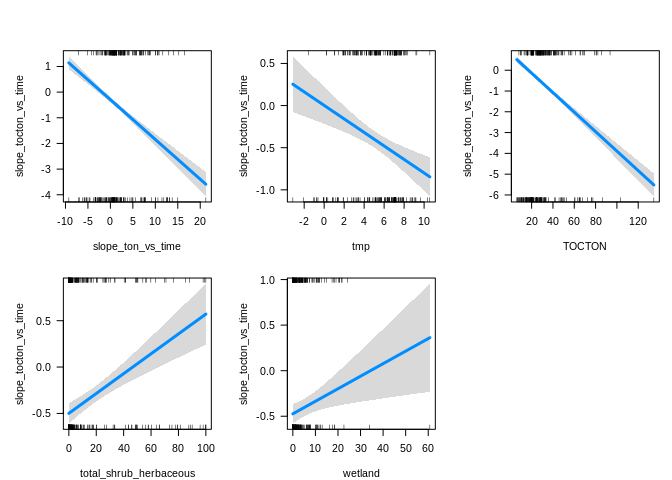 slope_tocton_vs_time
1
0
-1
-2
-3
-4
-10 -5 0 5 10 15 20
slope_ton_vs_time
slope_tocton_vs_time
0.5
0.0
-0.5
-1.0
-2 0 2 4 6 8 10
tmp
slope_tocton_vs_time
0
-1
-2
-3
-4
-5
-6
20 40 60 80 120
TOCTON
slope_tocton_vs_time
0.5
0.0
-0.5
0 20 40 60 80 100
total_shrub_herbaceous
slope_tocton_vs_time
1.0
0.5
0.0
-0.5
0 10 20 30 40 50 60
wetland